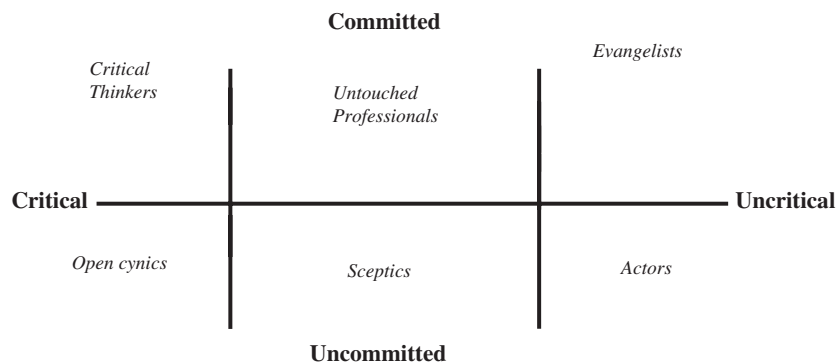 Committed
Evangelists
Critical
Thinkers
Untouched
Professionals
Critical
Uncritical
Open cynics
Sceptics
Actors
Uncommitted